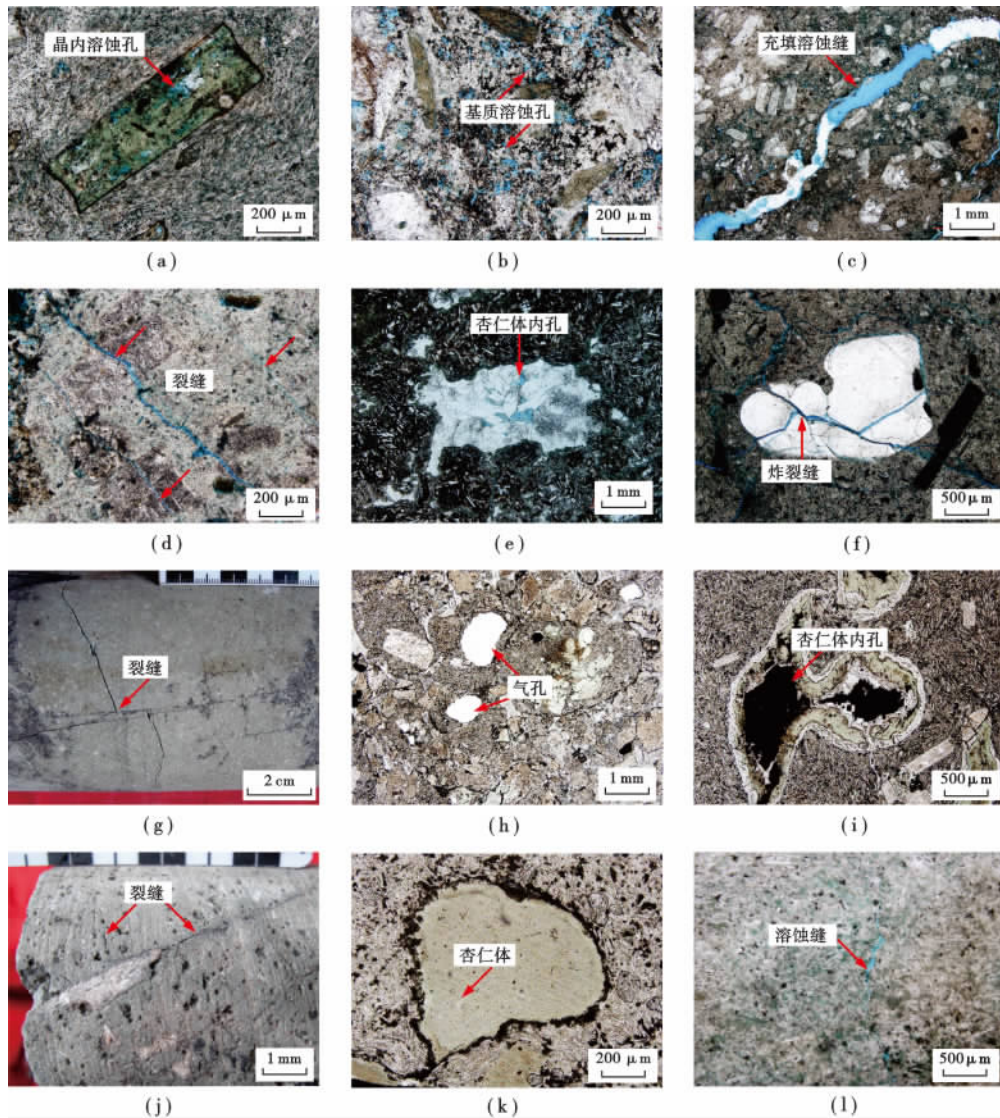 晶内溶蚀孔
200 μm
(a)
基质溶蚀孔
200 μm
(b)
充填溶蚀缝
1 mm
(c)
裂缝
200 μm
(d)
杏仁体内孔
1 mm
(e)
炸裂缝
500 μm
(f)
裂缝
2 cm
(g)
气孔
1 mm
(h)
杏仁体内孔
500 μm
(i)
裂缝
1 mm
(j)
杏仁体
200 μm
(k)
溶蚀缝
500 μm
(l)